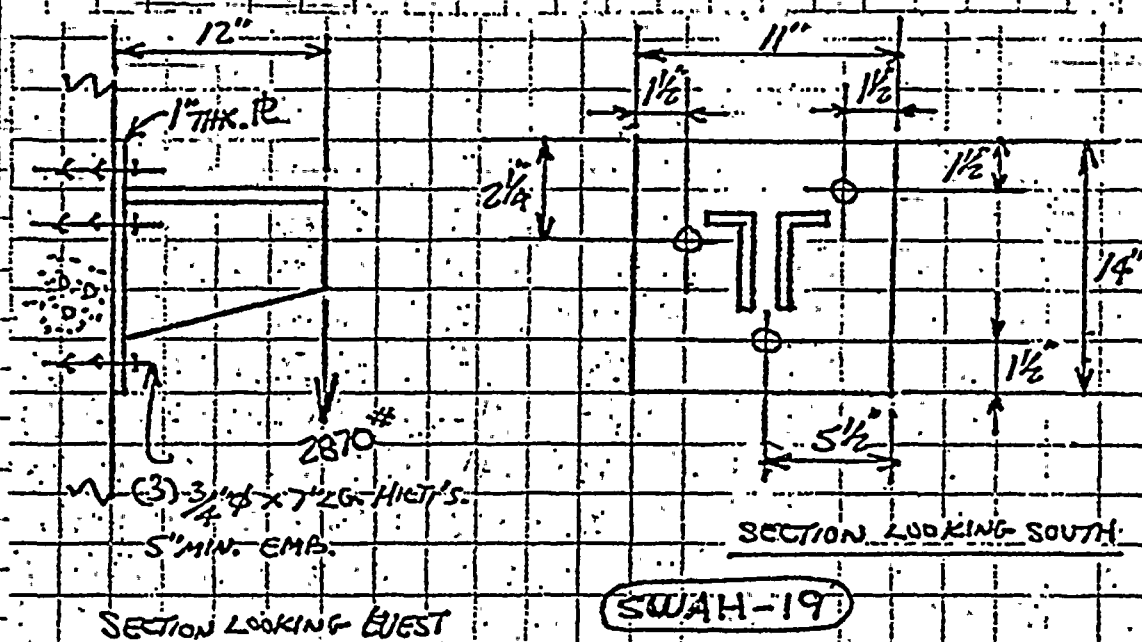 12"
11"
1½"
1½"
1" THK. PL
2¼"
1½"
14"
1½"
2870#
5½"
(3) ¾"ϕ x 7" LG. HILTI'S.
5" MIN. EMB.
SECTION LOOKING SOUTH
SWAH-19
SECTION LOOKING WEST